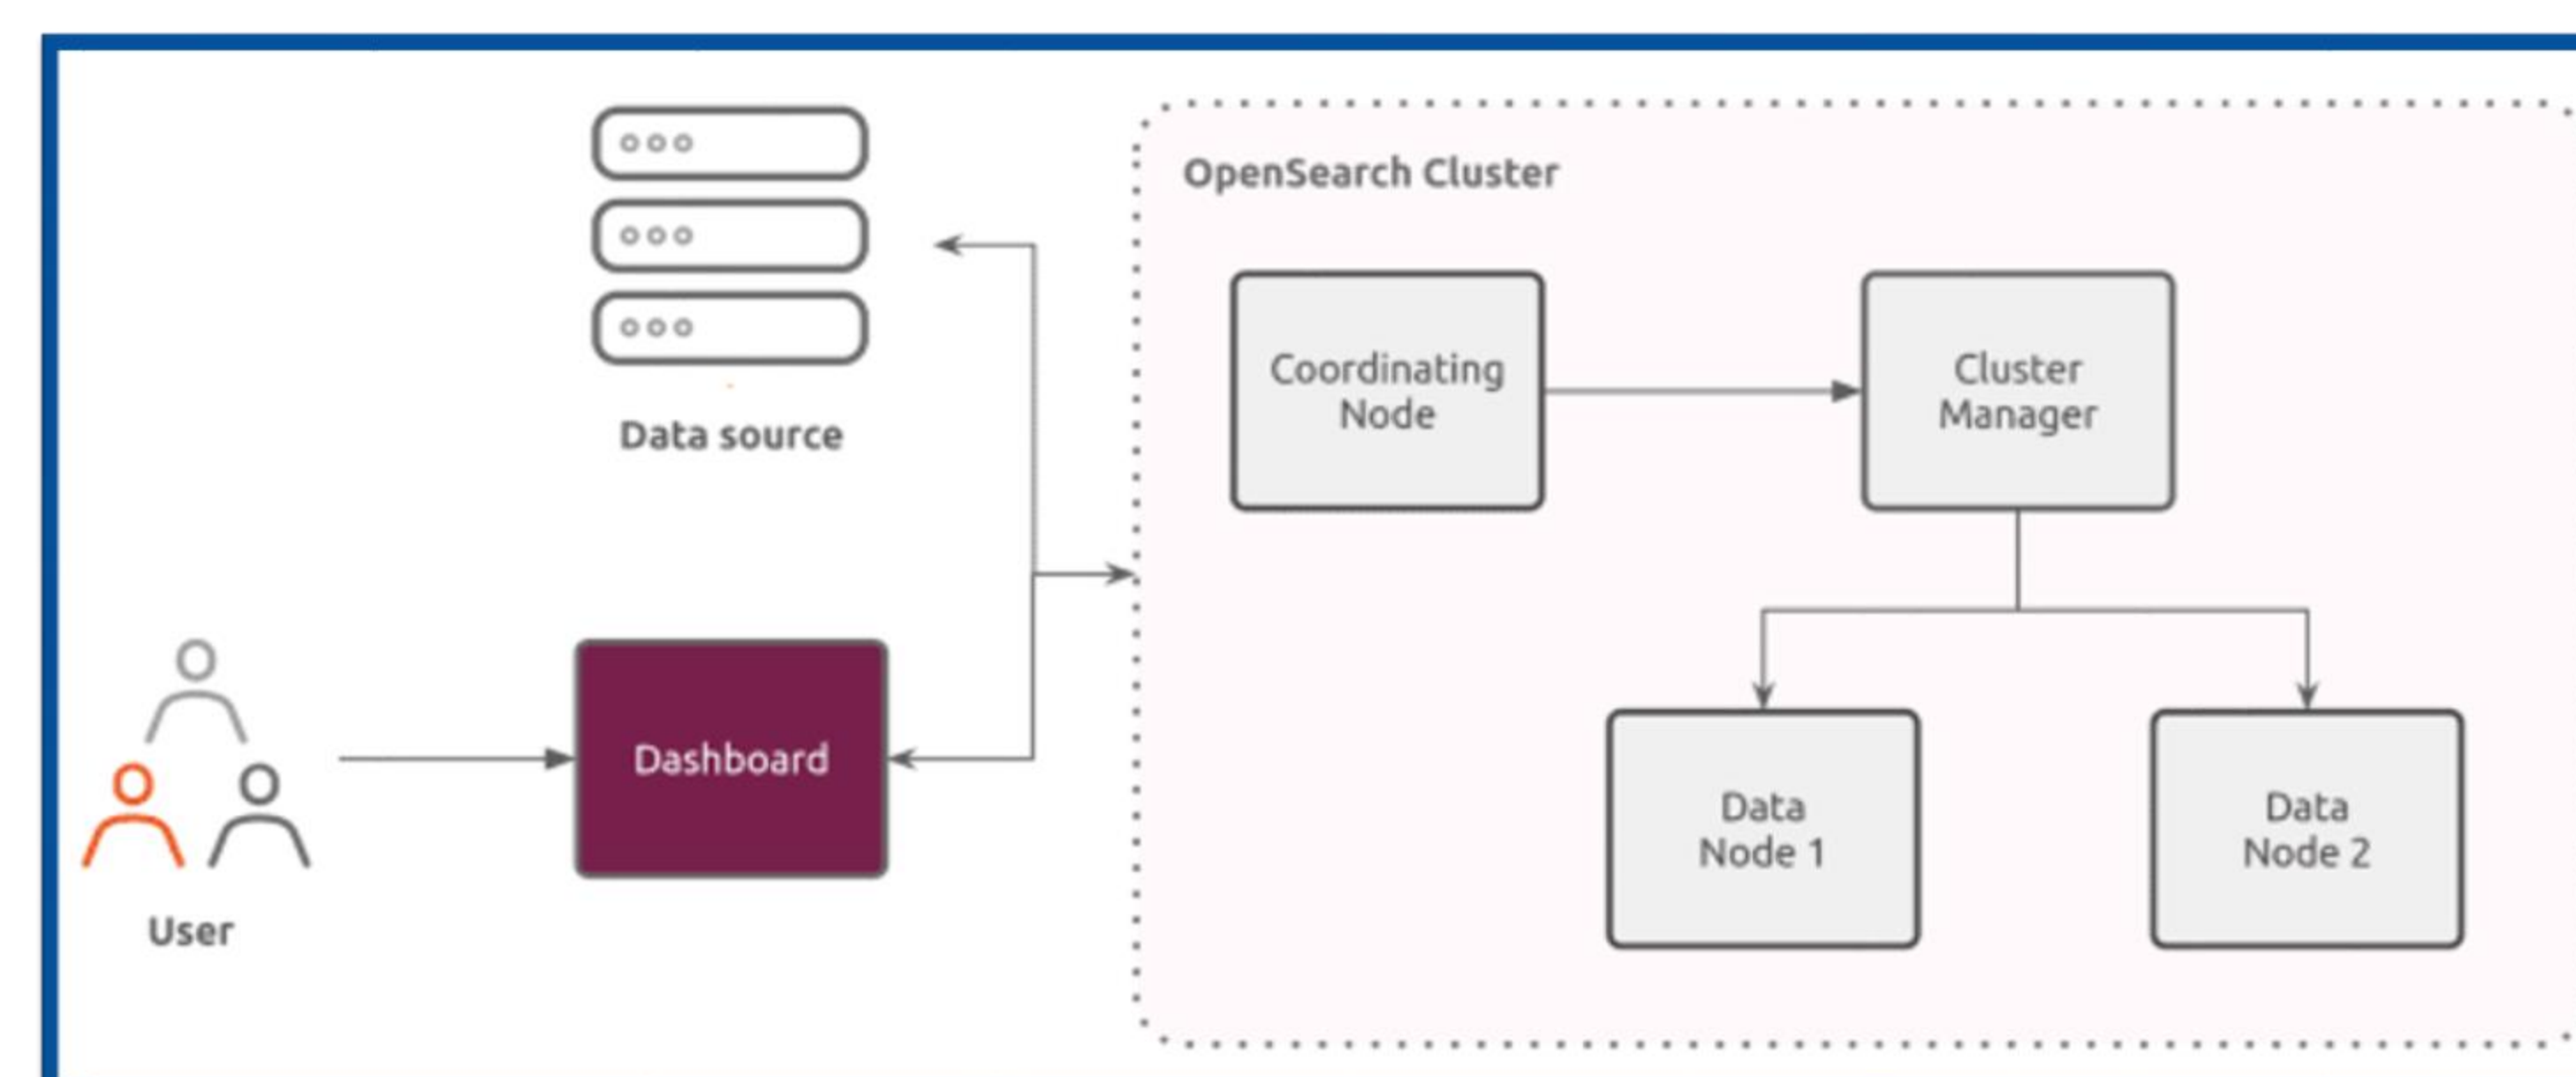 OpenSearch Cluster
Coordinating
Node
Cluster
Manager
Data source
Dashboard
User
Data
Node 1
Data
Node 2